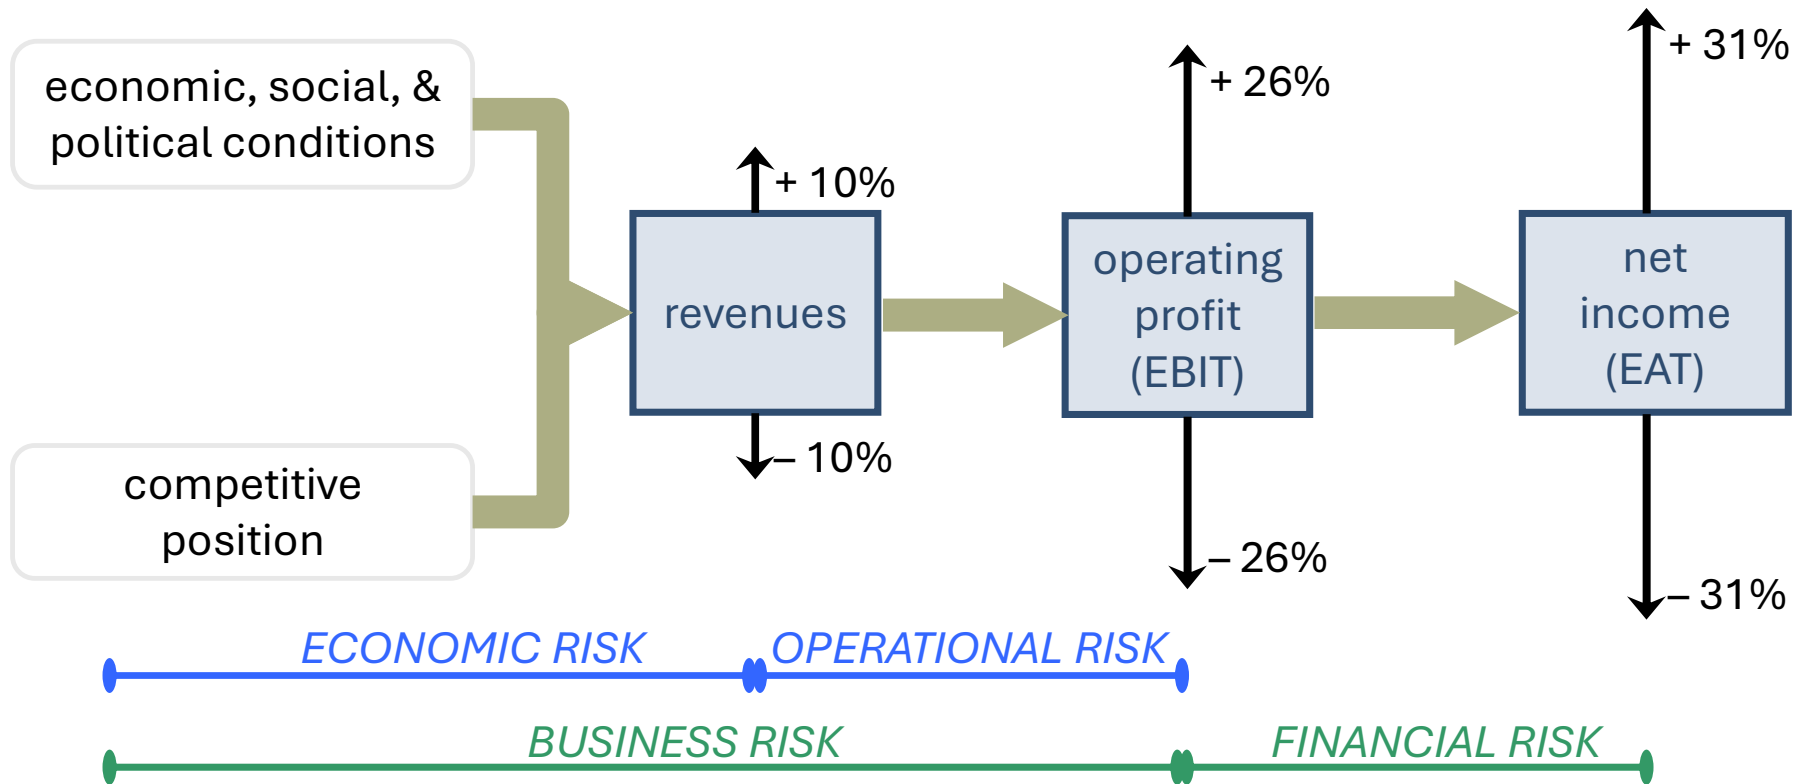 economic, social, &
political conditions
competitive
position
+ 10%
revenues
– 10%
+ 26%
operating
profit
(EBIT)
– 26%
+ 31%
net
income
(EAT)
– 31%
ECONOMIC RISK
OPERATIONAL RISK
BUSINESS RISK
FINANCIAL RISK